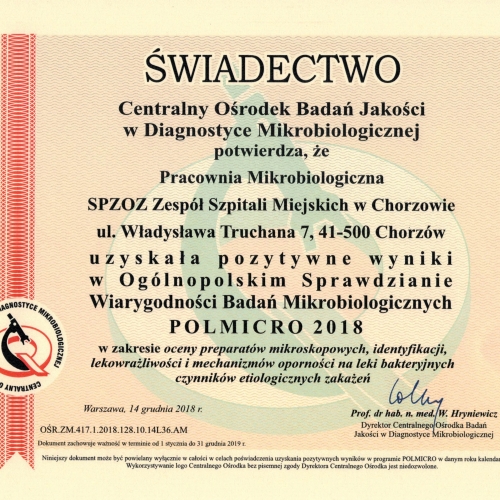 ŚWIADECTWO
Centralny Ośrodek Badań Jakości
w Diagnostyce Mikrobiologicznej
potwierdza, że
Pracownia Mikrobiologiczna
SPZOZ Zespół Szpitali Miejskich w Chorzowie
ul. Władysława Truchana 7, 41-500 Chorzów
uzyskała pozytywne wyniki
w Ogólnopolskim Sprawdzianie
Wiarygodności Badań Mikrobiologicznych
POLMICRO 2018
w zakresie oceny preparatów mikroskopowych, identyfikacji,
lekowrażliwości i mechanizmów oporności na leki bakteryjnych
czynników etiologicznych zakażeń
Warszawa, 14 grudnia 2018 r.
Prof. dr hab. n. med. W. Hryniewicz
Dyrektor Centralnego Ośrodka Badań
Jakości w Diagnostyce Mikrobiologicznej
OŚR.ZM.417.1.2018.128.10.14L36.AM
Dokument zachowuje ważność w terminie od 1 stycznia do 31 grudnia 2019 r.
Niniejszy dokument może być powielany wyłącznie w całości w celach poświadczenia uzyskania pozytywnych wyników w programie POLMICRO w danym roku kalenda
Wykorzystywanie logo Centralnego Ośrodka bez pisemnej zgody Dyrektora Centralnego Ośrodka jest niedozwolone.
DIAGNOSTYCE MIKROBIOLOGICZNEJ
CENTRALNY O